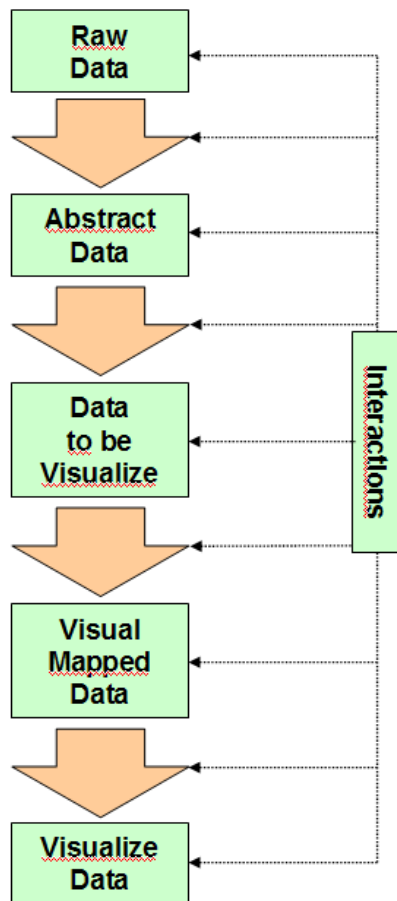 Raw
Data
Abstract
Data
Data
to be
Visualize
Interactions
Visual
Mapped
Data
Visualize
Data